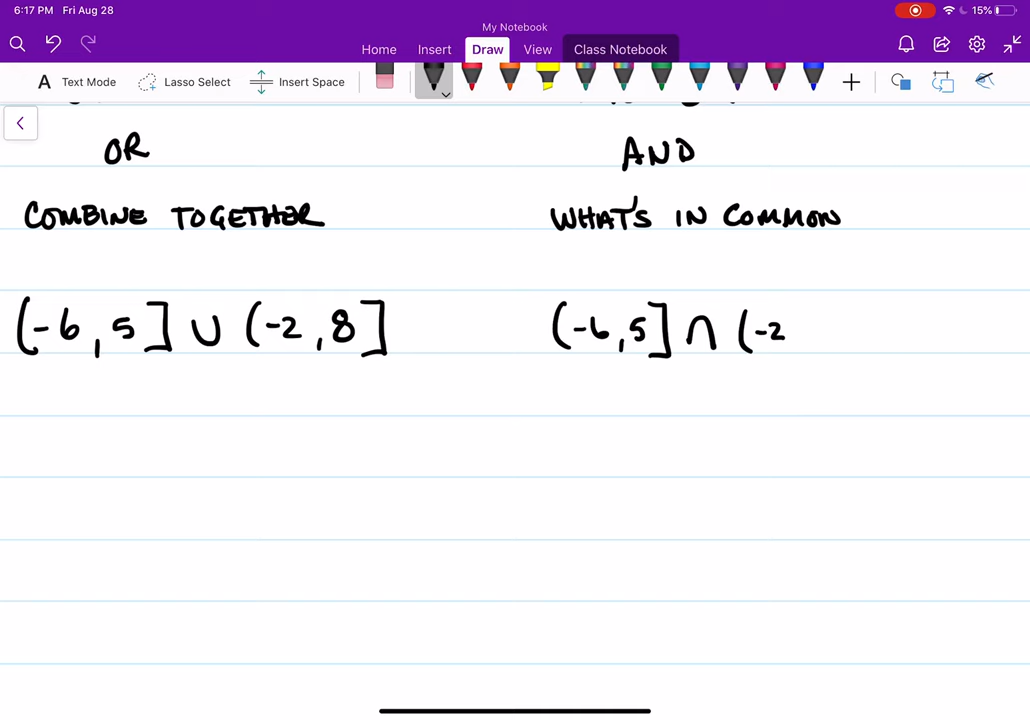 6:17 PM Fri Aug 28 15%
My Notebook
Home Insert Draw View Class Notebook
A Text Mode Lasso Select Insert Space
OR
AND
COMBINE TOGETHER
WHAT'S IN COMMON
(-6, 5] ∪ (-2, 8]
(-6, 5] ∩ (-2